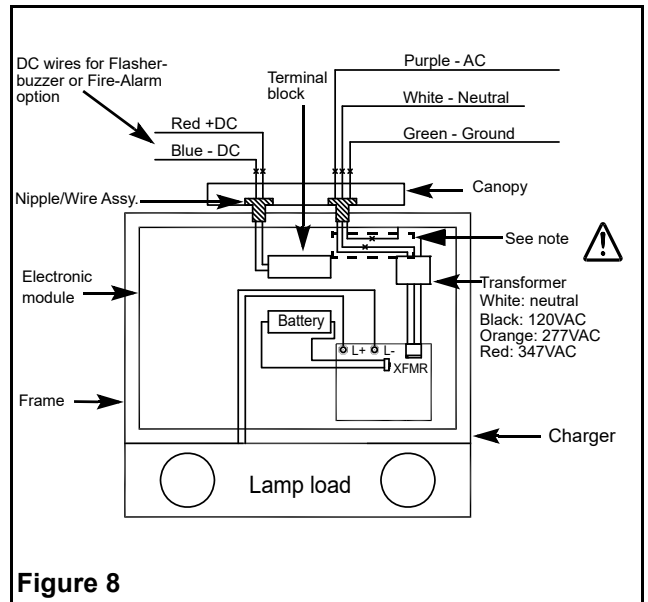 DC wires for Flasher-
buzzer or Fire-Alarm
option
Terminal
block
Purple - AC
White - Neutral
Green - Ground
Red +DC
Blue - DC
Nipple/Wire Assy.
Canopy
See note
Electronic
module
Transformer
White: neutral
Black: 120VAC
Orange: 277VAC
Red: 347VAC
Battery
L+ L-
XFMR
Frame
Charger
Lamp load
Figure 8